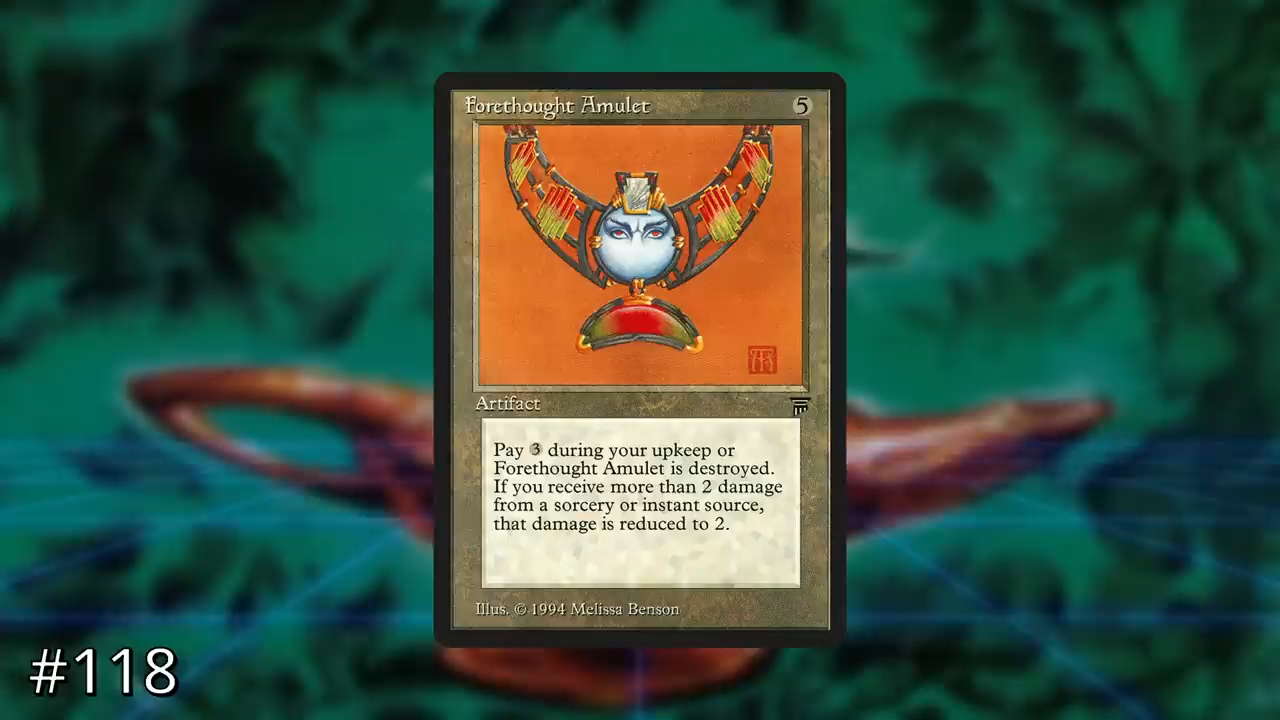 Forethought Amulet 5
Artifact
Pay 3 during your upkeep or
Forethought Amulet is destroyed.
If you receive more than 2 damage
from a sorcery or instant source,
that damage is reduced to 2.
Illus. © 1994 Melissa Benson
#118